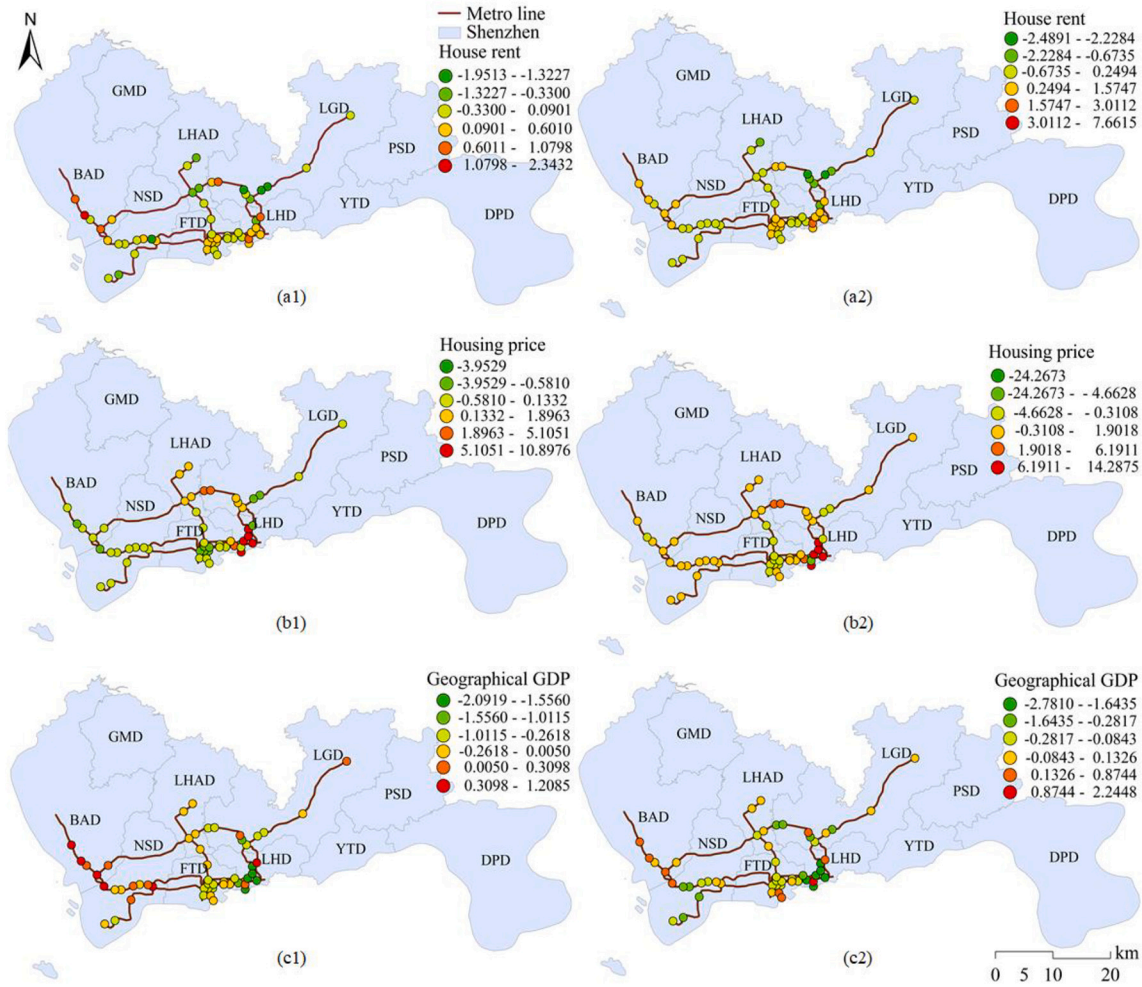 N
Metro line
Shenzhen
House rent
-1.9513 - -1.3227
-1.3227 - -0.3300
-0.3300 - 0.0901
0.0901 - 0.6010
0.6011 - 1.0798
1.0798 - 2.3432
GMD
LHAD
LGD
PSD
BAD
NSD
FTD
LHD
YTD
DPD
(a1)
House rent
-2.4891 - -2.2284
-2.2284 - -0.6735
-0.6735 - 0.2494
0.2494 - 1.5747
1.5747 - 3.0112
3.0112 - 7.6615
GMD
LHAD
LGD
PSD
BAD
NSD
FTD
LHD
YTD
DPD
(a2)
Housing price
-3.9529
-3.9529 - -0.5810
-0.5810 - 0.1332
0.1332 - 1.8963
1.8963 - 5.1051
5.1051 - 10.8976
GMD
LHAD
LGD
PSD
BAD
NSD
FTD
LHD
YTD
DPD
(b1)
Housing price
-24.2673
-24.2673 - -4.6628
-4.6628 - -0.3108
-0.3108 - 1.9018
1.9018 - 6.1911
6.1911 - 14.2875
GMD
LHAD
LGD
PSD
BAD
NSD
FTD
LHD
YTD
DPD
(b2)
Geographical GDP
-2.0919 - -1.5560
-1.5560 - -1.0115
-1.0115 - -0.2618
-0.2618 - 0.0050
0.0050 - 0.3098
0.3098 - 1.2085
GMD
LHAD
LGD
PSD
BAD
NSD
FTD
LHD
YTD
DPD
(c1)
Geographical GDP
-2.7810 - -1.6435
-1.6435 - -0.2817
-0.2817 - -0.0843
-0.0843 - 0.1326
0.1326 - 0.8744
0.8744 - 2.2448
GMD
LHAD
LGD
PSD
BAD
NSD
FTD
LHD
YTD
DPD
(c2)
km
0 5 10 20